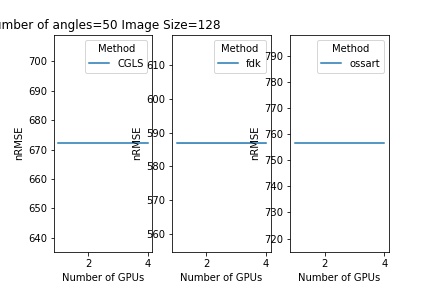 mber of angles=50 Image Size=128
Method
CGLS
nRMSE
700
690
680
670
660
650
640
2
4
Number of GPUs
Method
fdk
nRMSE
610
600
590
580
570
560
2
4
Number of GPUs
Method
ossart
nRMSE
790
780
770
760
750
740
730
720
2
4
Number of GPUs